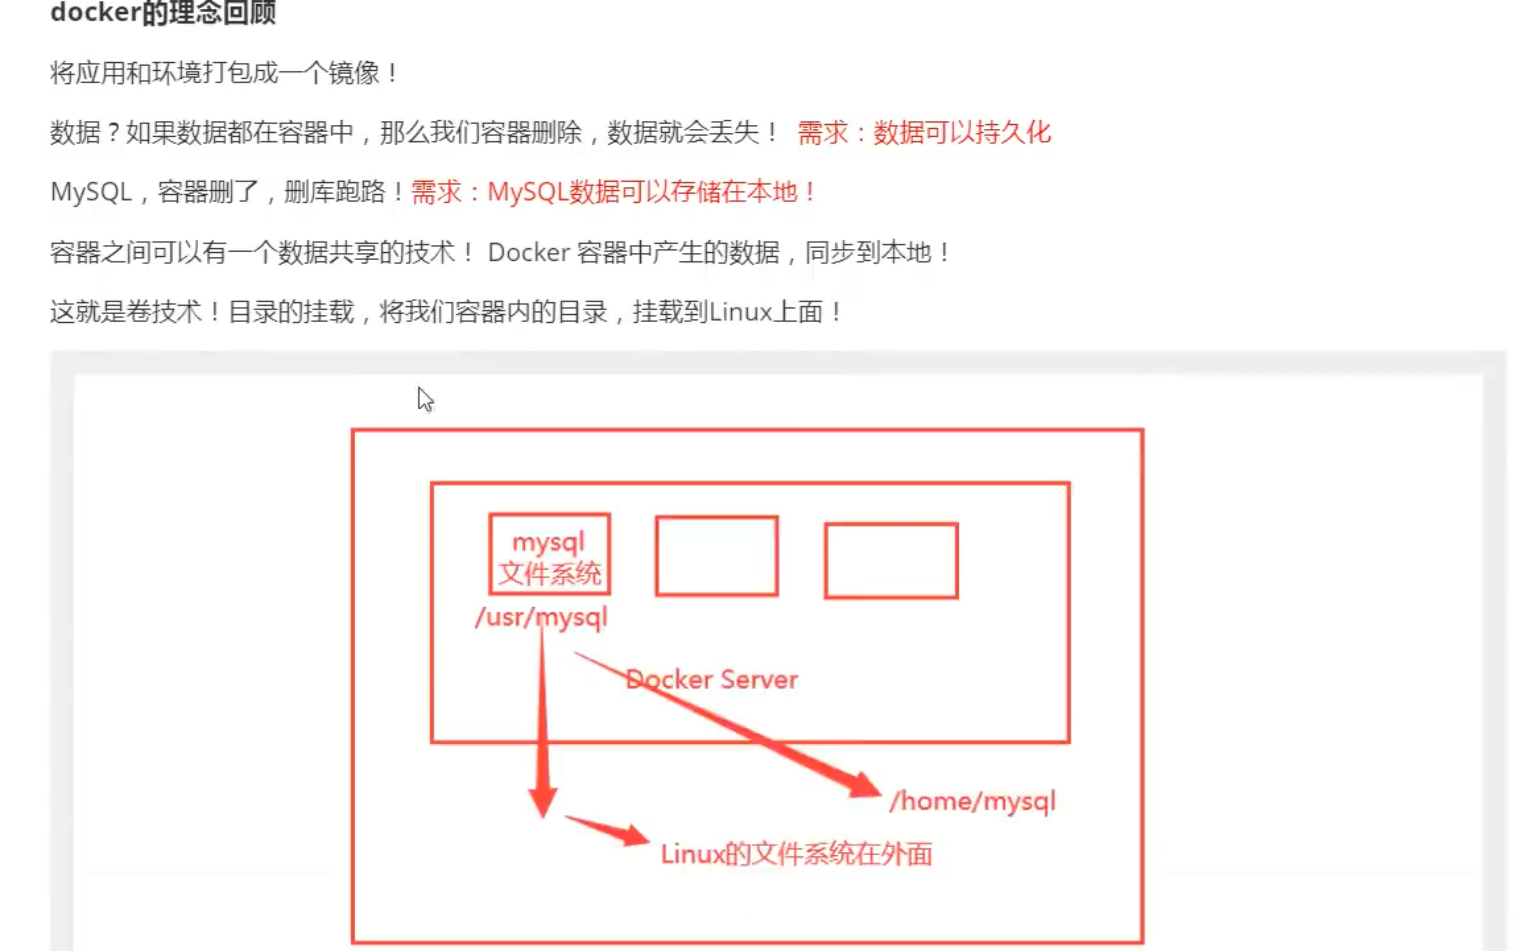 docker的理念回顾
将应用和环境打包成一个镜像！
数据？如果数据都在容器中，那么我们容器删除，数据就会丢失！ 需求：数据可以持久化
MySQL，容器删了，删库跑路！需求：MySQL数据可以存储在本地！
容器之间可以有一个数据共享的技术！ Docker 容器中产生的数据，同步到本地！
这就是卷技术！目录的挂载，将我们容器内的目录，挂载到Linux上面！
mysql
文件系统
/usr/mysql
Docker Server
/home/mysql
Linux的文件系统在外面